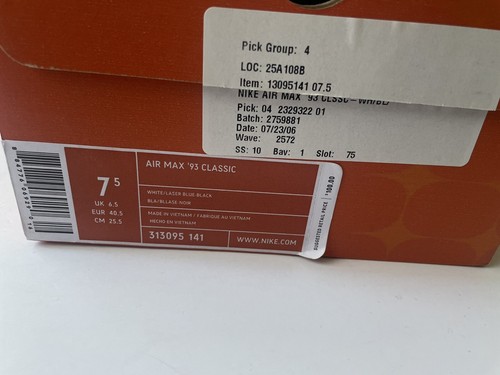 Pick Group: 4
LOC: 25A108B
Item: 13095141 07.5
NIKE AIR MAX '93 CLSSC-WH/BLU
Pick: 04 2329322 01
Batch: 2759881
Date: 07/23/06
Wave: 2572
SS: 10 Bay: 1 Slot: 75
AIR MAX '93 CLASSIC
7 5
UK 6.5
EUR 40.5
CM 25.5
WHITE/LASER BLUE BLACK
BLA/BLLAGE NOIR
MADE IN VIETNAM / FABRIQUE AU VIETNAM
HECHO EN VIETNAM
313095 141
WWW.NIKE.COM
SUGGESTED RETAIL PRICE $100.00